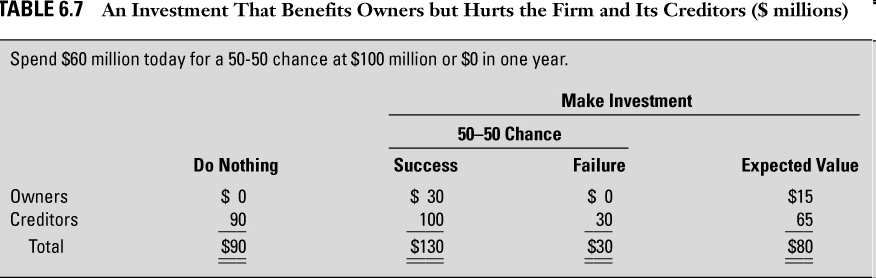 TABLE 6.7 An Investment That Benefits Owners but Hurts the Firm and Its Creditors ($ millions)
Spend $60 million today for a 50-50 chance at $100 million or $0 in one year.
Make Investment
50–50 Chance
Do Nothing Success Failure Expected Value
Owners $ 0 $ 30 $ 0 $15
Creditors 90 100 30 65
Total $90 $130 $30 $80